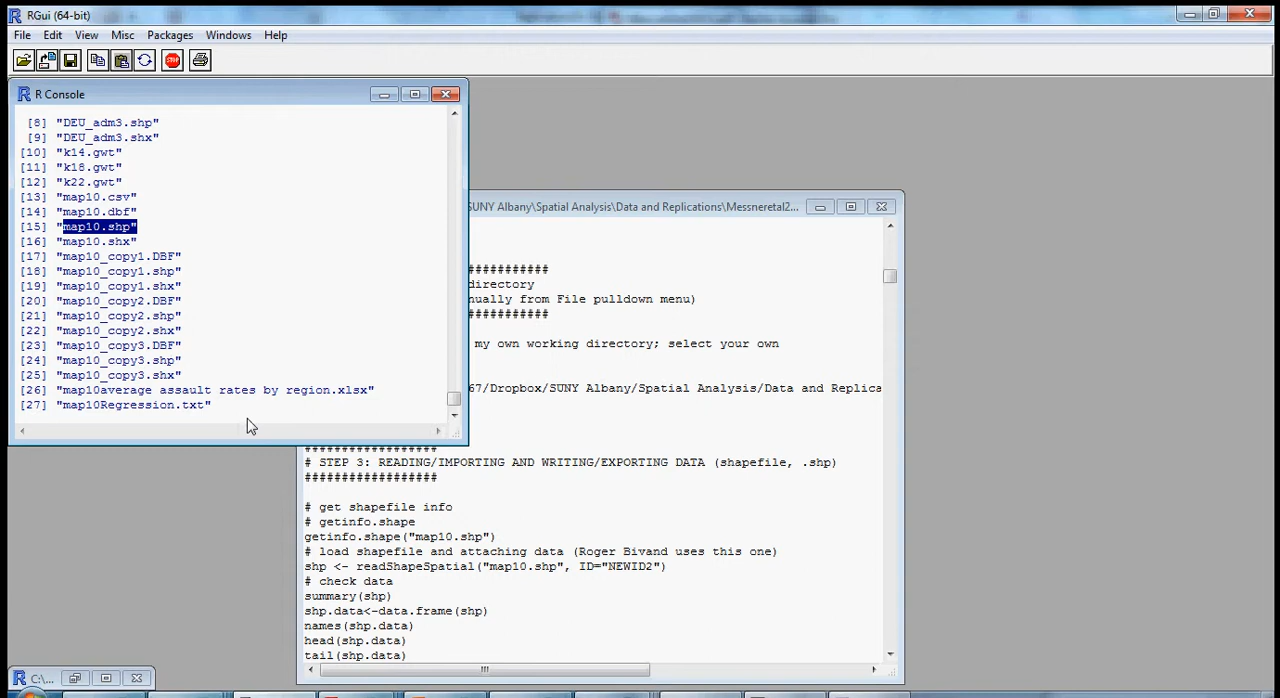 RGui (64-bit)
File Edit View Misc Packages Windows Help
STOP
R Console
[8] "DEU_adm3.shp"
[9] "DEU_adm3.shx"
[10] "k14.gwt"
[11] "k18.gwt"
[12] "k22.gwt"
[13] "map10.csv"
[14] "map10.dbf"
[15] "map10.shp"
[16] "map10.shx"
[17] "map10_copy1.DBF"
[18] "map10_copy1.shp"
[19] "map10_copy1.shx"
[20] "map10_copy2.DBF"
[21] "map10_copy2.shp"
[22] "map10_copy2.shx"
[23] "map10_copy3.DBF"
[24] "map10_copy3.shp"
[25] "map10_copy3.shx"
[26] "map10average assault rates by region.xlsx"
[27] "map10Regression.txt"
SUNY Albany\Spatial Analysis\Data and Replications\Messneretal2...
###########
directory
nually from File pulldown menu)
###########
my own working directory; select your own
67/Dropbox/SUNY Albany/Spatial Analysis/Data and Replica
##################
# STEP 3: READING/IMPORTING AND WRITING/EXPORTING DATA (shapefile, .shp)
##################
# get shapefile info
# getinfo.shape
getinfo.shape("map10.shp")
# load shapefile and attaching data (Roger Bivand uses this one)
shp <- readShapeSpatial("map10.shp", ID="NEWID2")
# check data
summary(shp)
shp.data<-data.frame(shp)
names(shp.data)
head(shp.data)
tail(shp.data)
C:\...